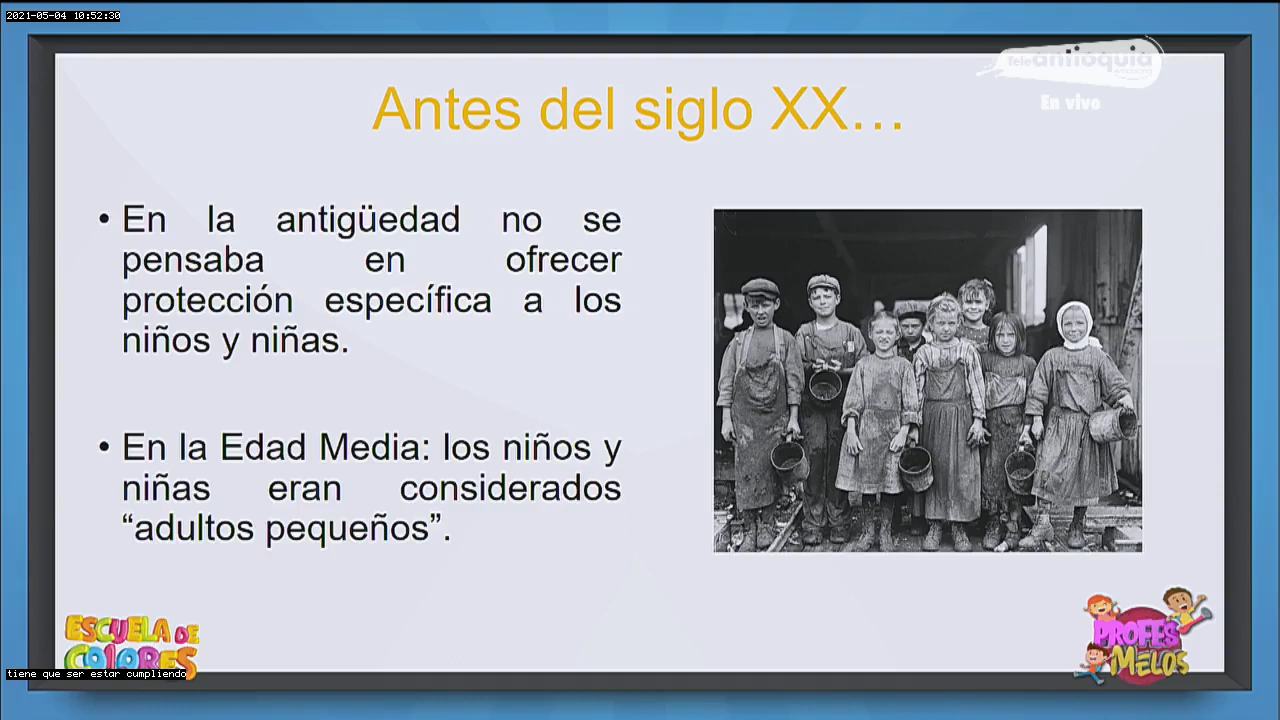 2021-05-04 10:52:30
Teleantioquia
En vivo
Antes del siglo XX…
• En la antigüedad no se
pensaba en ofrecer
protección específica a los
niños y niñas.
• En la Edad Media: los niños y
niñas eran considerados
“adultos pequeños”.
ESCUELA DE
COLORES
PROFES
MELOS
tiene que ser estar cumpliendo